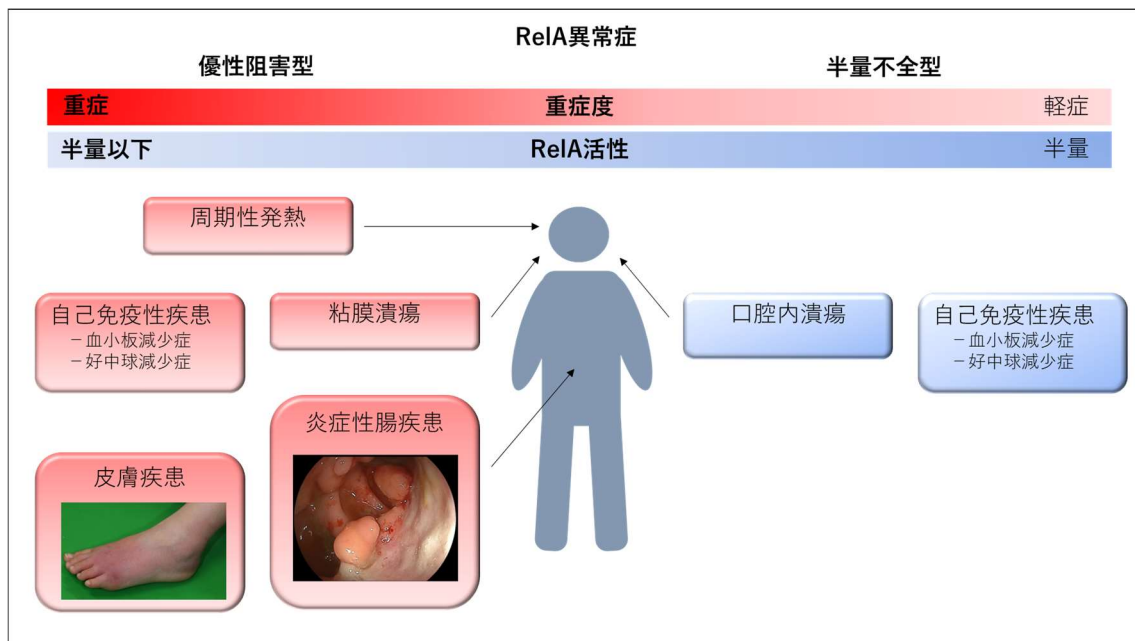 RelA異常症
優性阻害型
半量不全型
重症
重症度
軽症
半量以下
RelA活性
半量
周期性発熱
自己免疫性疾患
－血小板減少症
－好中球減少症
粘膜潰瘍
口腔内潰瘍
自己免疫性疾患
－血小板減少症
－好中球減少症
炎症性腸疾患
皮膚疾患